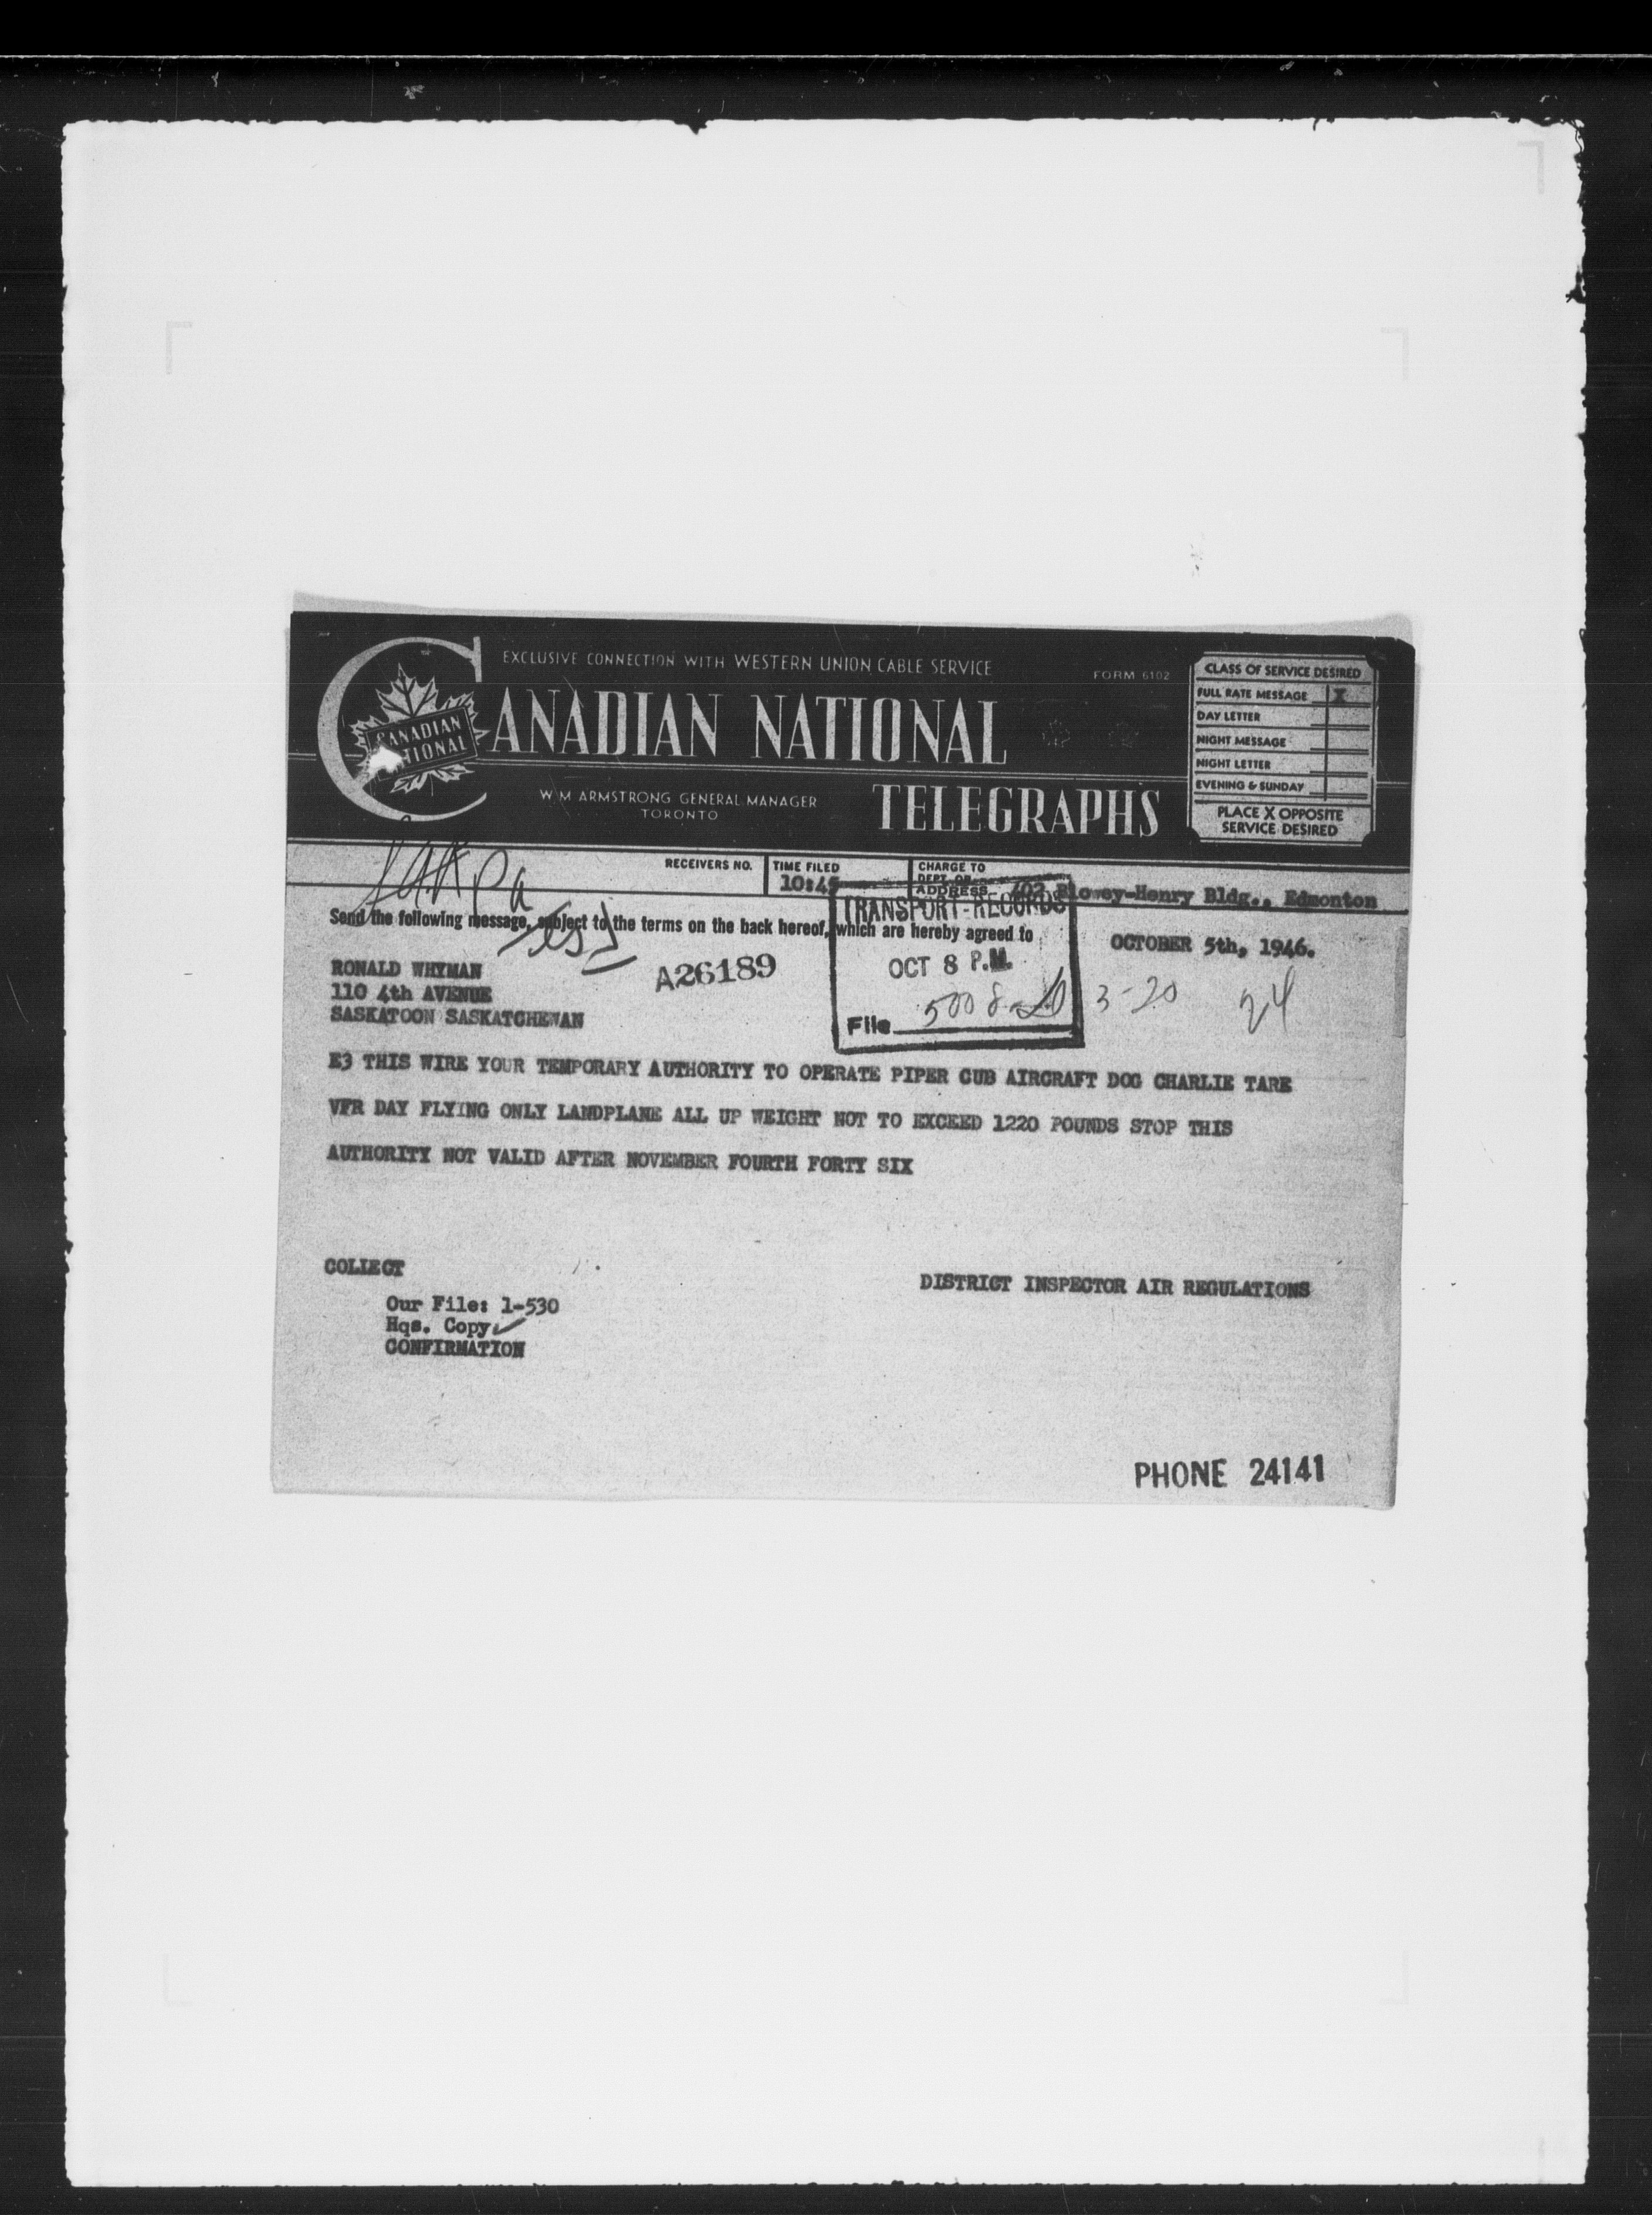 EXCLUSIVE CONNECTION WITH WESTERN UNION CABLE SERVICE
FORM 6102
CANADIAN NATIONAL
CANADIAN NATIONAL
TELEGRAPHS
W M ARMSTRONG GENERAL MANAGER
TORONTO
CLASS OF SERVICE DESIRED
FULL RATE MESSAGE X
DAY LETTER
NIGHT MESSAGE
NIGHT LETTER
EVENING & SUNDAY
PLACE X OPPOSITE
SERVICE DESIRED
RECEIVERS NO.
TIME FILED
10:45
CHARGE TO
DEPT. OR
ADDRESS 402 Blowey-Henry Bldg., Edmonton
Send the following message, subject to the terms on the back hereof, which are hereby agreed to
TRANSPORT-RECORDS
OCT 8 P.M.
File 5008- 3-20
24
OCTOBER 5th, 1946.
A26189
RONALD WHYMAN
110 4th AVENUE
SASKATOON SASKATCHEWAN
E3 THIS WIRE YOUR TEMPORARY AUTHORITY TO OPERATE PIPER CUB AIRCRAFT DOG CHARLIE TARE
VFR DAY FLYING ONLY LANDPLANE ALL UP WEIGHT NOT TO EXCEED 1220 POUNDS STOP THIS
AUTHORITY NOT VALID AFTER NOVEMBER FOURTH FORTY SIX
COLLECT
DISTRICT INSPECTOR AIR REGULATIONS
Our File: 1-530
Hqs. Copy
CONFIRMATION
PHONE 24141